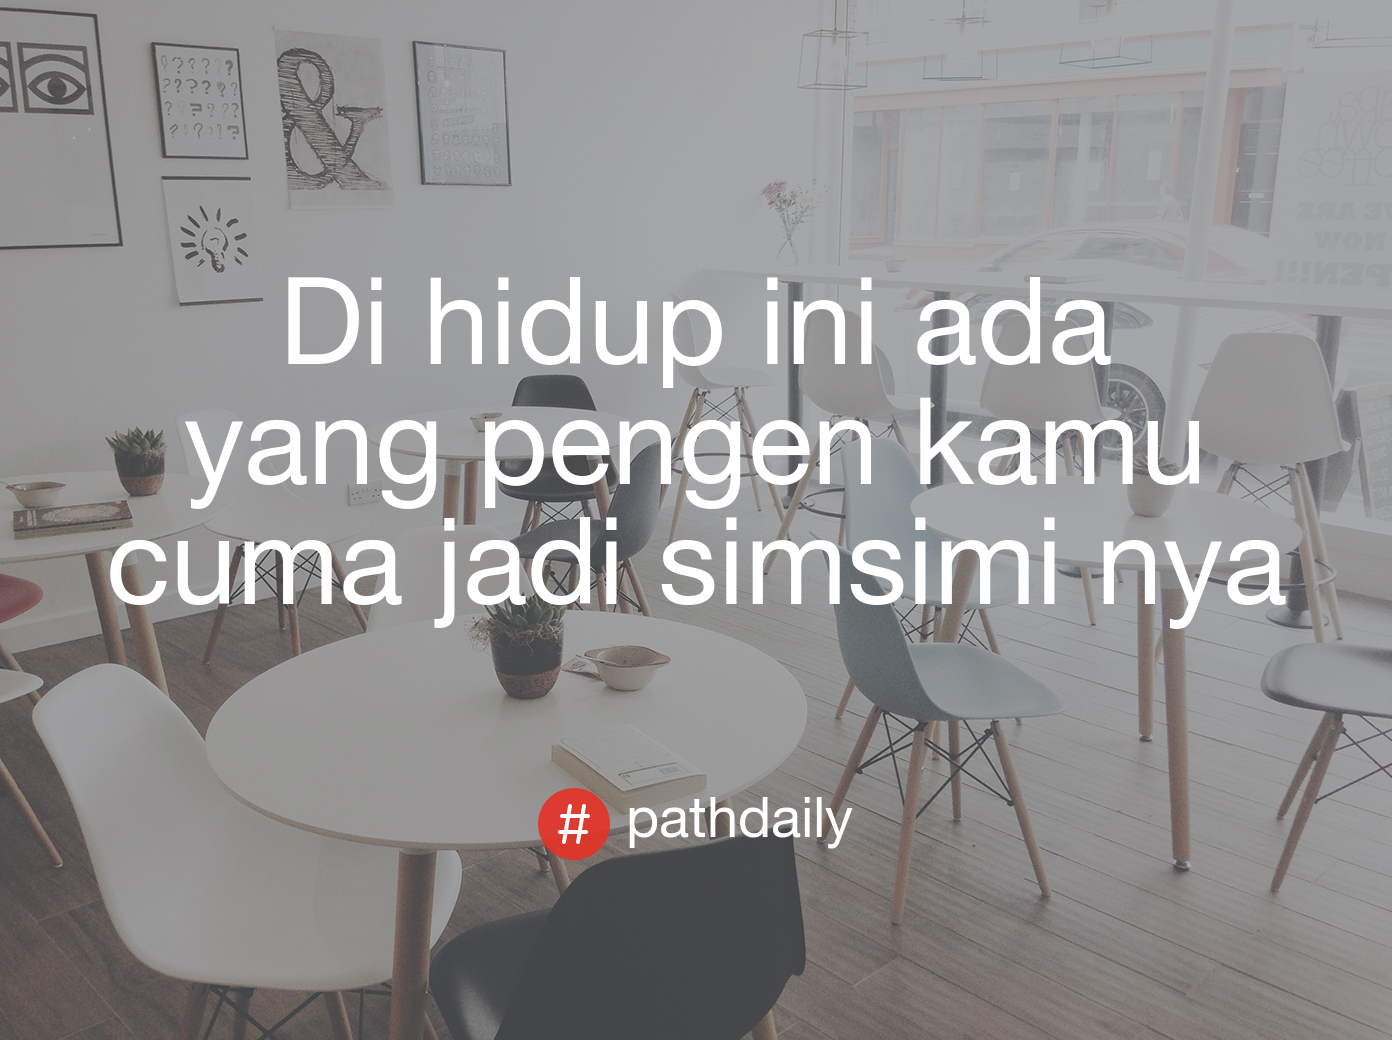 &
Di hidup ini ada
yang pengen kamu
cuma jadi simsimi nya
# pathdaily